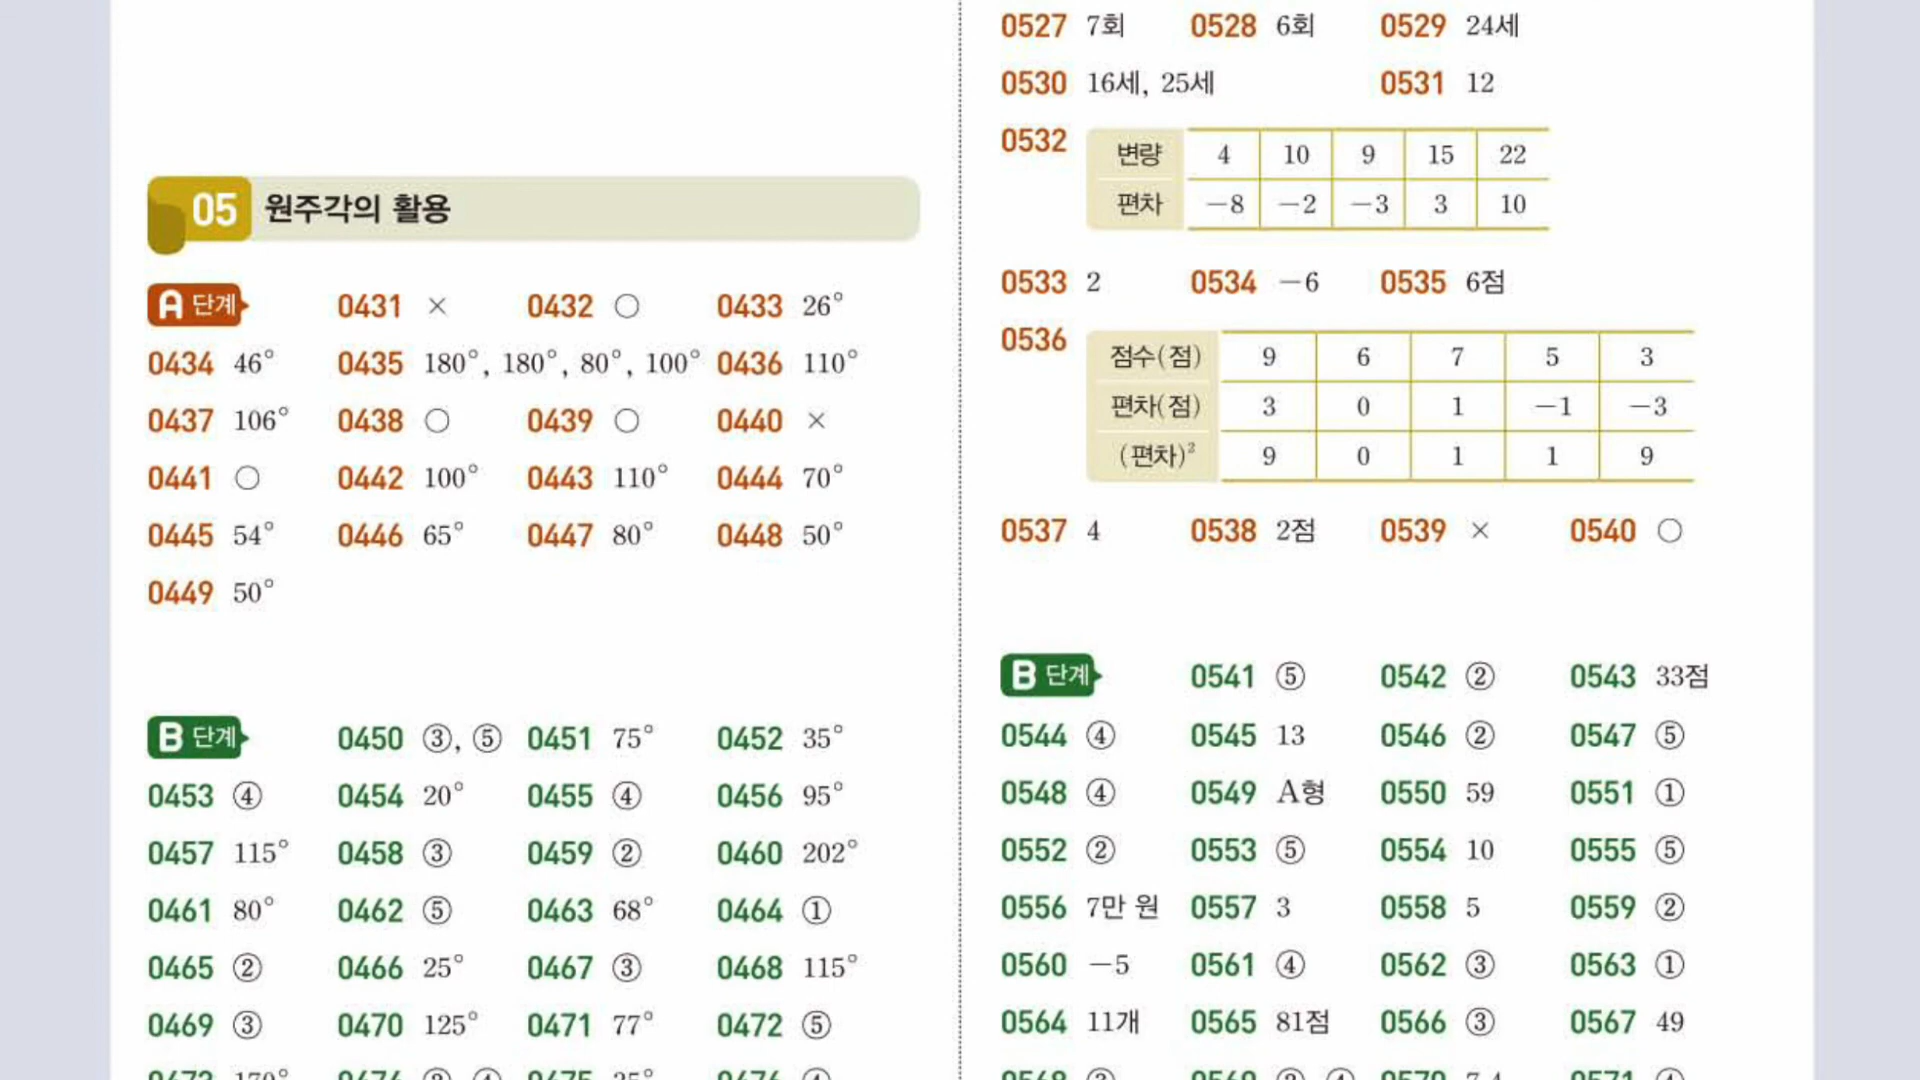 05 원주각의 활용
A 단계 0431 × 0432 ○ 0433 26°
0434 46° 0435 180°, 180°, 80°, 100° 0436 110°
0437 106° 0438 ○ 0439 ○ 0440 ×
0441 ○ 0442 100° 0443 110° 0444 70°
0445 54° 0446 65° 0447 80° 0448 50°
0449 50°
B 단계 0450 ③, ⑤ 0451 75° 0452 35°
0453 ④ 0454 20° 0455 ④ 0456 95°
0457 115° 0458 ③ 0459 ② 0460 202°
0461 80° 0462 ⑤ 0463 68° 0464 ①
0465 ② 0466 25° 0467 ③ 0468 115°
0469 ③ 0470 125° 0471 77° 0472 ⑤
0527 7회 0528 6회 0529 24세
0530 16세, 25세 0531 12
0532 변량 4 10 9 15 22
편차 −8 −2 −3 3 10
0533 2 0534 −6 0535 6점
0536 점수(점) 9 6 7 5 3
편차(점) 3 0 1 −1 −3
(편차)² 9 0 1 1 9
0537 4 0538 2점 0539 × 0540 ○
B 단계 0541 ⑤ 0542 ② 0543 33점
0544 ④ 0545 13 0546 ② 0547 ⑤
0548 ④ 0549 A형 0550 59 0551 ①
0552 ② 0553 ⑤ 0554 10 0555 ⑤
0556 7만 원 0557 3 0558 5 0559 ②
0560 −5 0561 ④ 0562 ③ 0563 ①
0564 11개 0565 81점 0566 ③ 0567 49